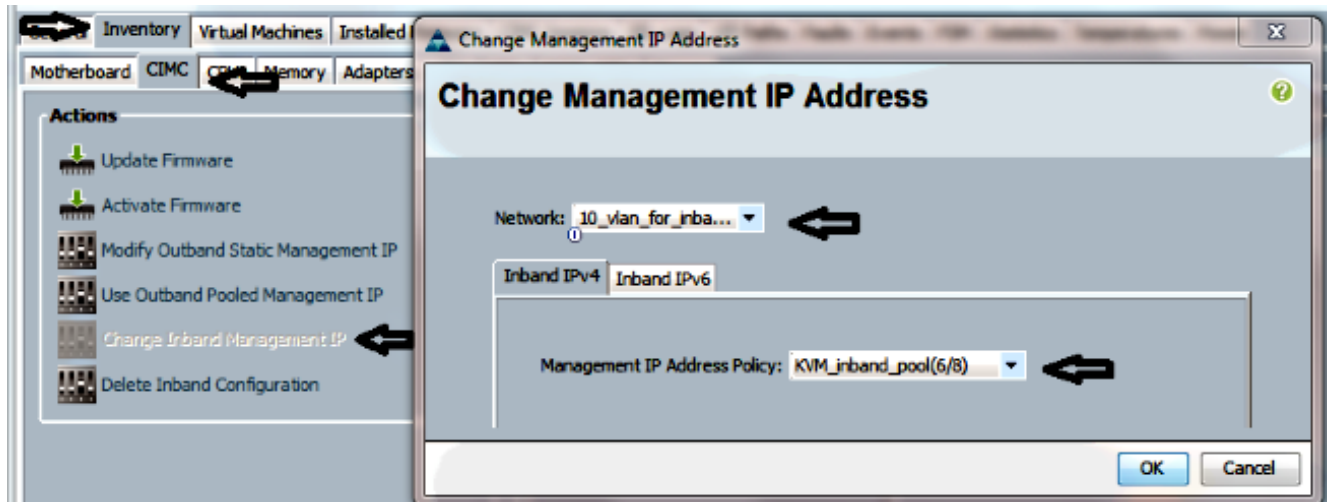 Inventory Virtual Machines Installed
Motherboard CIMC Memory Adapters
Actions
Update Firmware
Activate Firmware
Modify Outband Static Management IP
Use Outband Pooled Management IP
Change Inband Management IP
Delete Inband Configuration
Change Management IP Address
Change Management IP Address
Network: 10_vlan_for_inba...
Inband IPv4 Inband IPv6
Management IP Address Policy: KVM_inband_pool(6/8)
OK Cancel